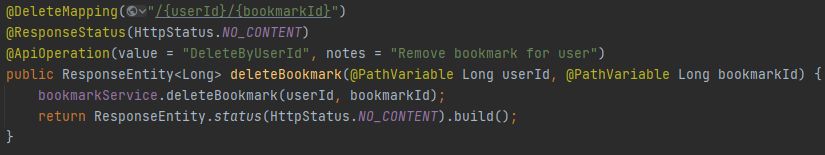 @DeleteMapping("/{userId}/{bookmarkId}")
@ResponseStatus(HttpStatus.NO_CONTENT)
@ApiOperation(value = "DeleteByUserId", notes = "Remove bookmark for user")
public ResponseEntity<Long> deleteBookmark(@PathVariable Long userId, @PathVariable Long bookmarkId) {
    bookmarkService.deleteBookmark(userId, bookmarkId);
    return ResponseEntity.status(HttpStatus.NO_CONTENT).build();
}